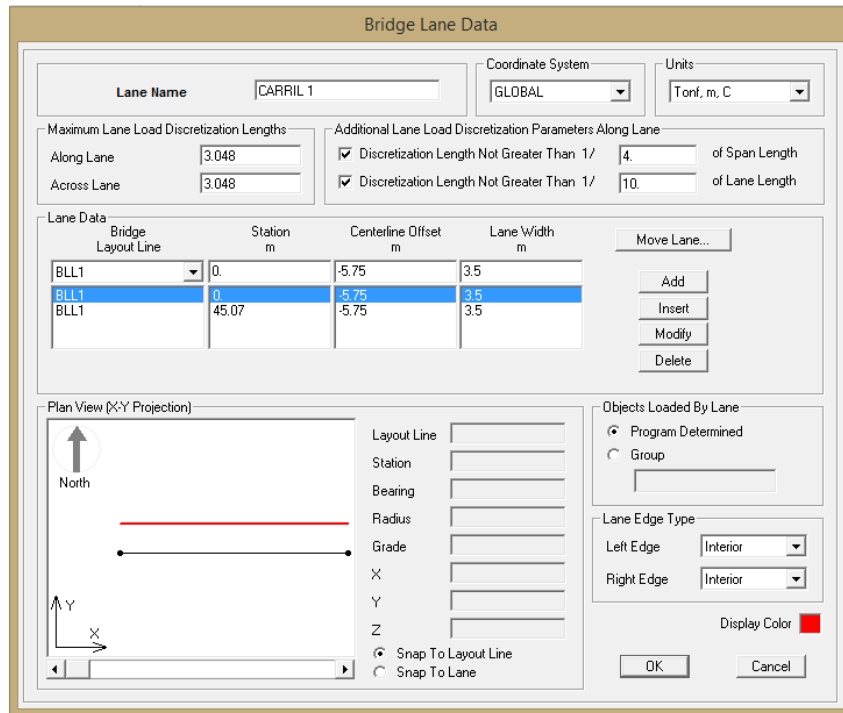 Bridge Lane Data
Lane Name
CARRIL 1
Coordinate System
GLOBAL
Units
Tonf, m, C
Maximum Lane Load Discretization Lengths
Along Lane 3.048
Across Lane 3.048
Additional Lane Load Discretization Parameters Along Lane
Discretization Length Not Greater Than 1/ 4. of Span Length
Discretization Length Not Greater Than 1/ 10. of Lane Length
Lane Data
Bridge Station Centerline Offset Lane Width
Layout Line m m m
BLL1 0. -5.75 3.5
BLL1 0. -5.75 3.5
BLL1 45.07 -5.75 3.5
Move Lane...
Add
Insert
Modify
Delete
Plan View (X-Y Projection)
North
Y
X
Layout Line
Station
Bearing
Radius
Grade
X
Y
Z
Snap To Layout Line
Snap To Lane
Objects Loaded By Lane
Program Determined
Group
Lane Edge Type
Left Edge Interior
Right Edge Interior
Display Color
OK
Cancel